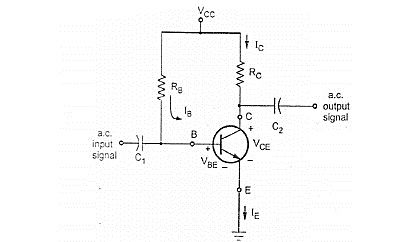 VCC
IC
RB
RC
IB
a.c.
output
signal
C
C2
+
a.c.
input
signal
C1
B
+
VBE
−
VCE
−
E
IE